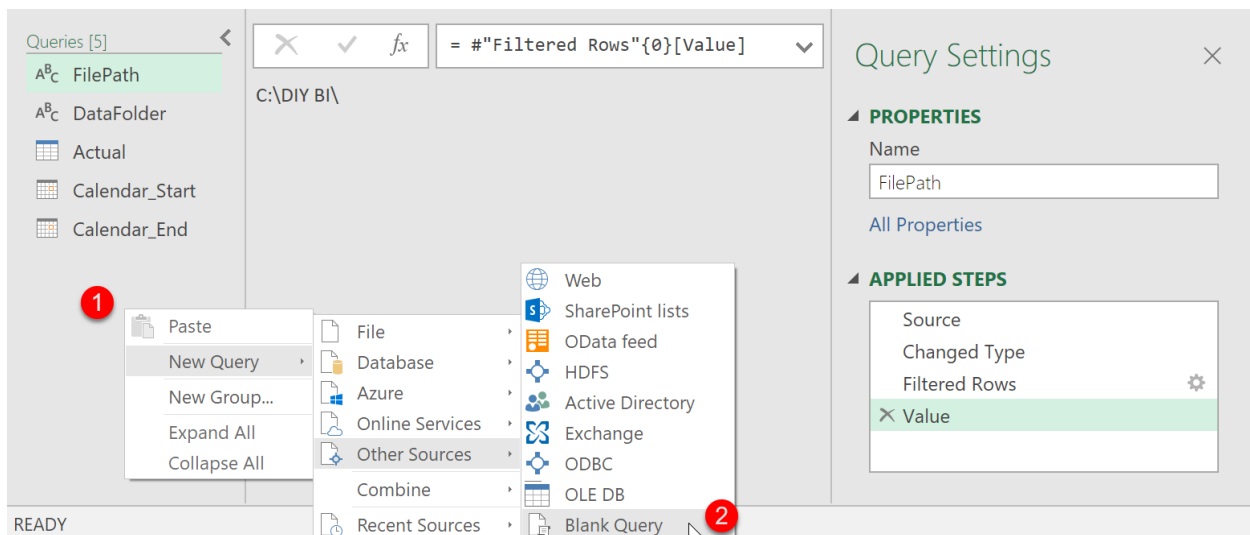 Queries [5]
ABC FilePath
ABC DataFolder
Actual
Calendar_Start
Calendar_End
fx
= #"Filtered Rows"{0}[Value]
C:\DIY BI\
1
Paste
New Query
New Group...
Expand All
Collapse All
File
Database
Azure
Online Services
Other Sources
Combine
Recent Sources
Web
SharePoint lists
OData feed
HDFS
Active Directory
Exchange
ODBC
OLE DB
Blank Query
2
Query Settings
PROPERTIES
Name
FilePath
All Properties
APPLIED STEPS
Source
Changed Type
Filtered Rows
Value
READY